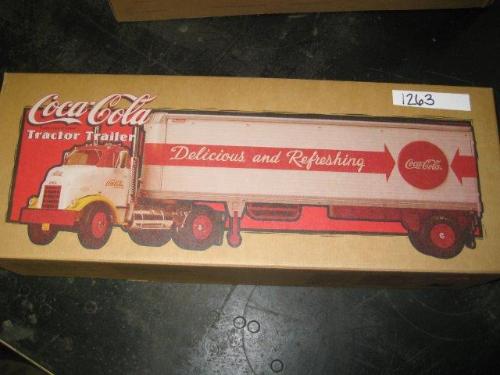 Coca-Cola
Tractor Trailer
1263
Delicious and Refreshing
Coca-Cola